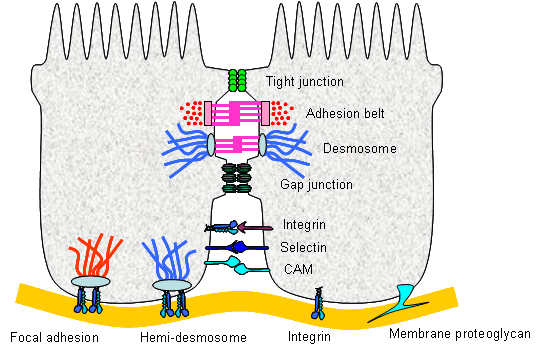 Tight junction
Adhesion belt
Desmosome
Gap junction
Integrin
Selectin
CAM
Focal adhesion
Hemi-desmosome
Integrin
Membrane proteoglycan